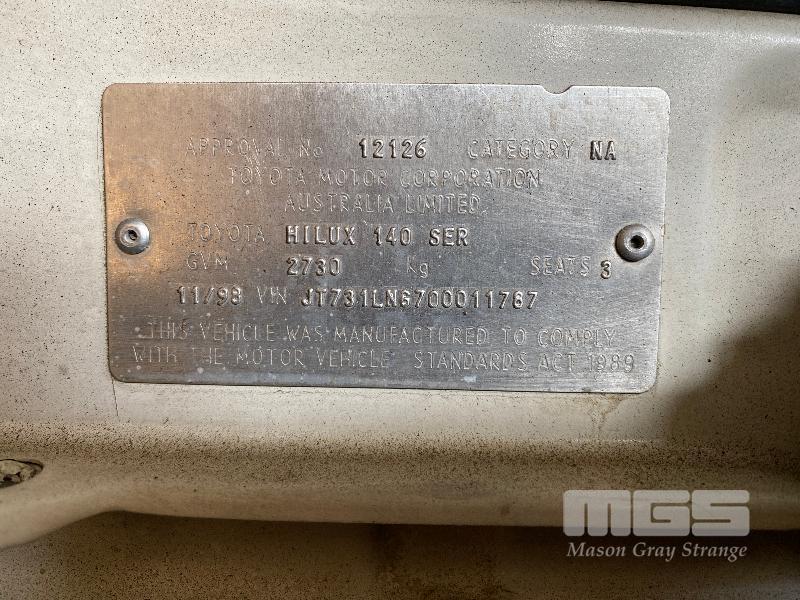 APPROVAL No 12126 CATEGORY NA
TOYOTA MOTOR CORPORATION
AUSTRALIA LIMITED
TOYOTA HILUX 140 SER
GVM 2730 Kg SEATS 3
11/98 VIN JT731LNG700011767
THIS VEHICLE WAS MANUFACTURED TO COMPLY
WITH THE MOTOR VEHICLE STANDARDS ACT 1989
MGS
Mason Gray Strange